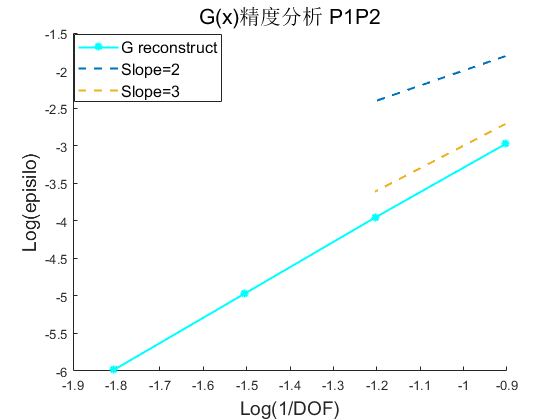 G(x)精度分析 P1P2
G reconstruct
Slope=2
Slope=3
Log(episilo)
-1.5
-2
-2.5
-3
-3.5
-4
-4.5
-5
-5.5
-6
-1.9 -1.8 -1.7 -1.6 -1.5 -1.4 -1.3 -1.2 -1.1 -1 -0.9
Log(1/DOF)